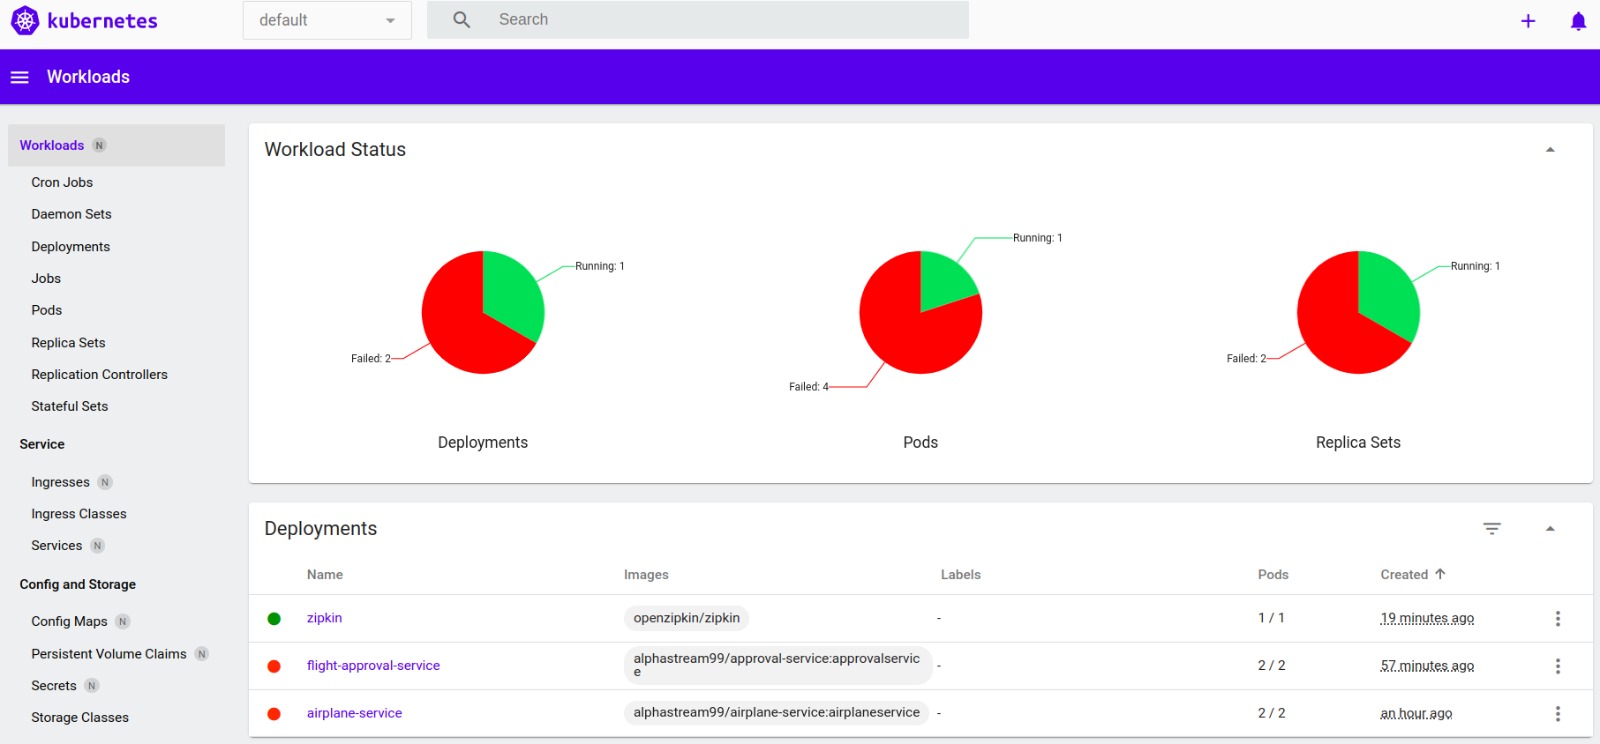 kubernetes
default
Search
Workloads
Workloads N
Cron Jobs
Daemon Sets
Deployments
Jobs
Pods
Replica Sets
Replication Controllers
Stateful Sets
Service
Ingresses N
Ingress Classes
Services N
Config and Storage
Config Maps N
Persistent Volume Claims N
Secrets N
Storage Classes
Workload Status
Running: 1
Failed: 2
Deployments
Running: 1
Failed: 4
Pods
Running: 1
Failed: 2
Replica Sets
Deployments
Name Images Labels Pods Created
zipkin openzipkin/zipkin - 1 / 1 19 minutes ago
flight-approval-service alphastream99/approval-service:approvalservic
e - 2 / 2 57 minutes ago
airplane-service alphastream99/airplane-service:airplaneservice - 2 / 2 an hour ago